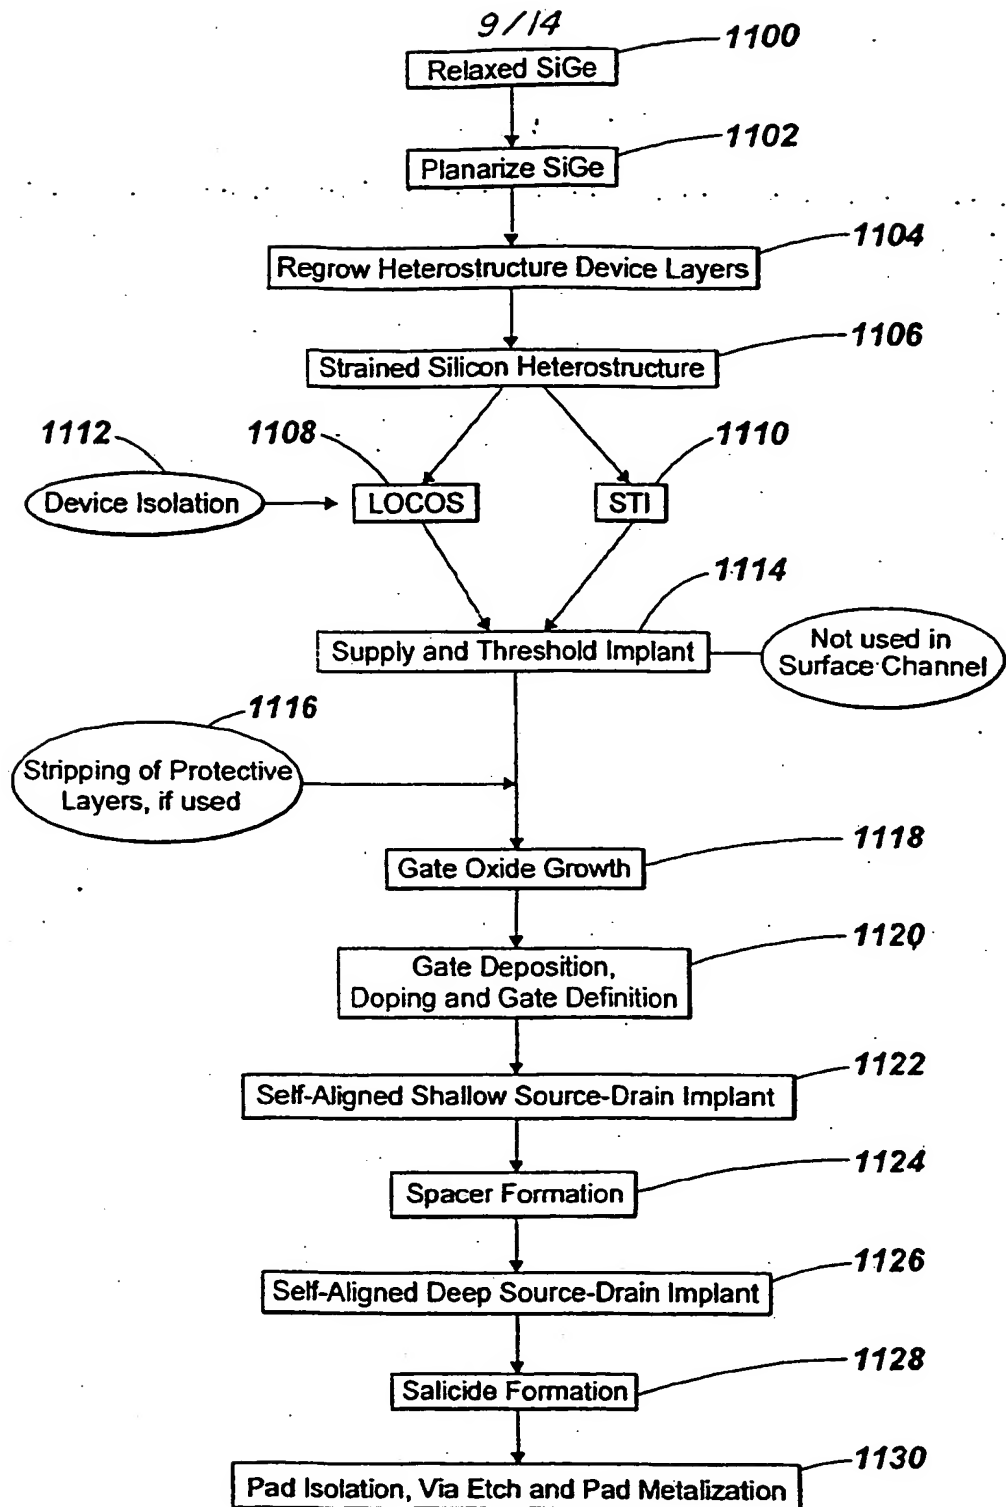 9/14
1100
Relaxed SiGe
1102
Planarize SiGe
1104
Regrow Heterostructure Device Layers
1106
Strained Silicon Heterostructure
1112
1108
1110
Device Isolation
LOCOS
STI
1114
Supply and Threshold Implant
Not used in
Surface Channel
1116
Stripping of Protective
Layers, if used
1118
Gate Oxide Growth
1120
Gate Deposition,
Doping and Gate Definition
1122
Self-Aligned Shallow Source-Drain Implant
1124
Spacer Formation
1126
Self-Aligned Deep Source-Drain Implant
1128
Salicide Formation
1130
Pad Isolation, Via Etch and Pad Metalization